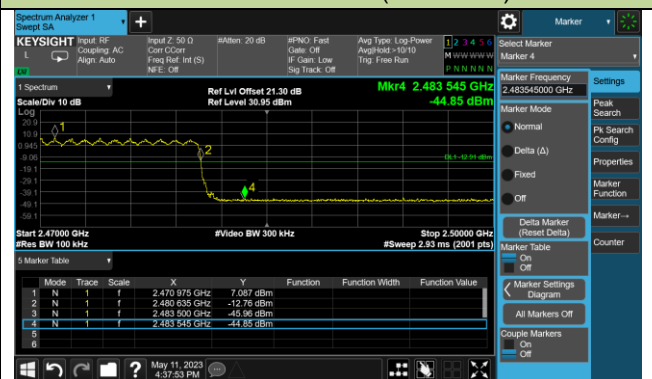 Spectrum Analyzer 1
Swept SA
+
Marker
KEYSIGHT
L
Input: RF
Coupling: AC
Align: Auto
Input Z: 50 Ω
Corr CCorr
Freq Ref: Int (S)
NFE: Off
#Atten: 20 dB
#PNO: Fast
Gate: Off
IF Gain: Low
Sig Track: Off
Avg Type: Log-Power
Avg|Hold:>10/10
Trig: Free Run
1 2 3 4 5 6
M W W W W W
P N N N N N
Select Marker
Marker 4
1 Spectrum
Scale/Div 10 dB
Log
Ref Lvl Offset 21.30 dB
Ref Level 30.95 dBm
Mkr4 2.483 545 GHz
-44.85 dBm
20.9
10.9
0.945
-9.06
-19.1
-29.1
-39.1
-49.1
-59.1
1
2
4
DL1 -12.91 dBm
Start 2.47000 GHz
#Res BW 100 kHz
#Video BW 300 kHz
Stop 2.50000 GHz
#Sweep 2.93 ms (2001 pts)
5 Marker Table
Mode Trace Scale X Y Function Function Width Function Value
1 N 1 f 2.470 975 GHz 7.087 dBm
2 N 1 f 2.480 635 GHz -12.76 dBm
3 N 1 f 2.483 500 GHz -45.96 dBm
4 N 1 f 2.483 545 GHz -44.85 dBm
5
6
Marker Frequency
2.483545000 GHz
Marker Mode
Normal
Delta (Δ)
Fixed
Off
Delta Marker
(Reset Delta)
Marker Table
On
Off
Marker Settings
Diagram
All Markers Off
Couple Markers
On
Off
Settings
Peak
Search
Pk Search
Config
Properties
Marker
Function
Marker→
Counter
?
May 11, 2023
4:37:53 PM